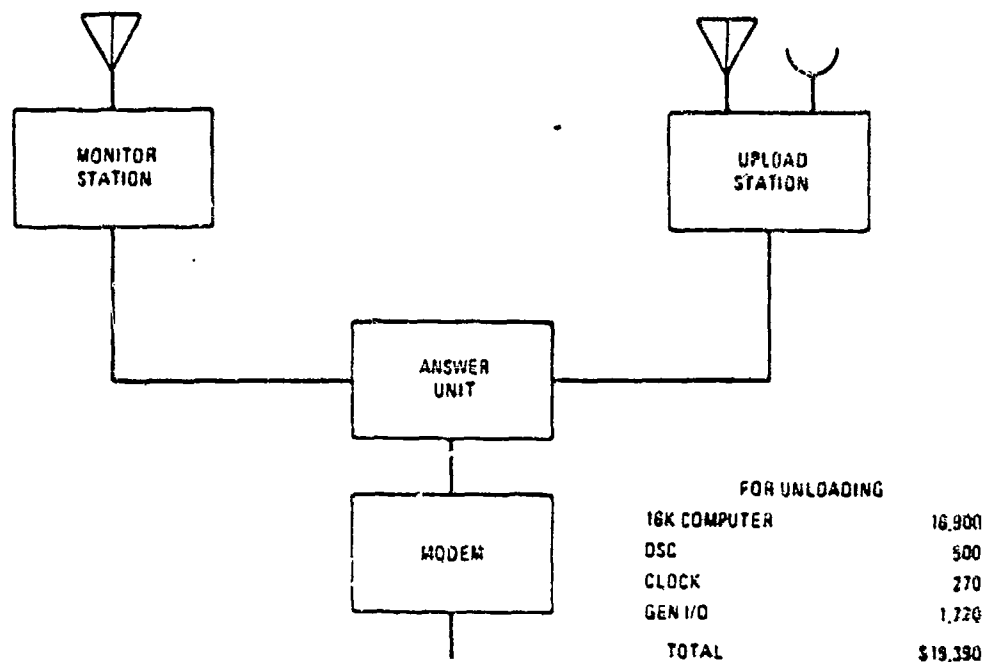 MONITOR
STATION
UPLOAD
STATION
ANSWER
UNIT
MODEM
FOR UNLOADING
16K COMPUTER 16,900
DSC 500
CLOCK 270
GEN I/O 1,720
TOTAL $19,390